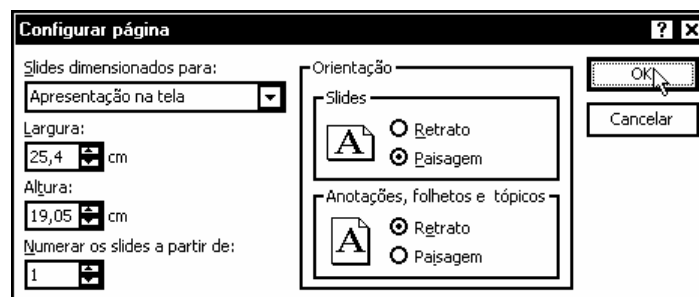 Configurar página
Slides dimensionados para:
Apresentação na tela
Largura:
25,4 cm
Altura:
19,05 cm
Numerar os slides a partir de:
1
Orientação
Slides
A
Retrato
Paisagem
Anotações, folhetos e tópicos
A
Retrato
Paisagem
OK
Cancelar